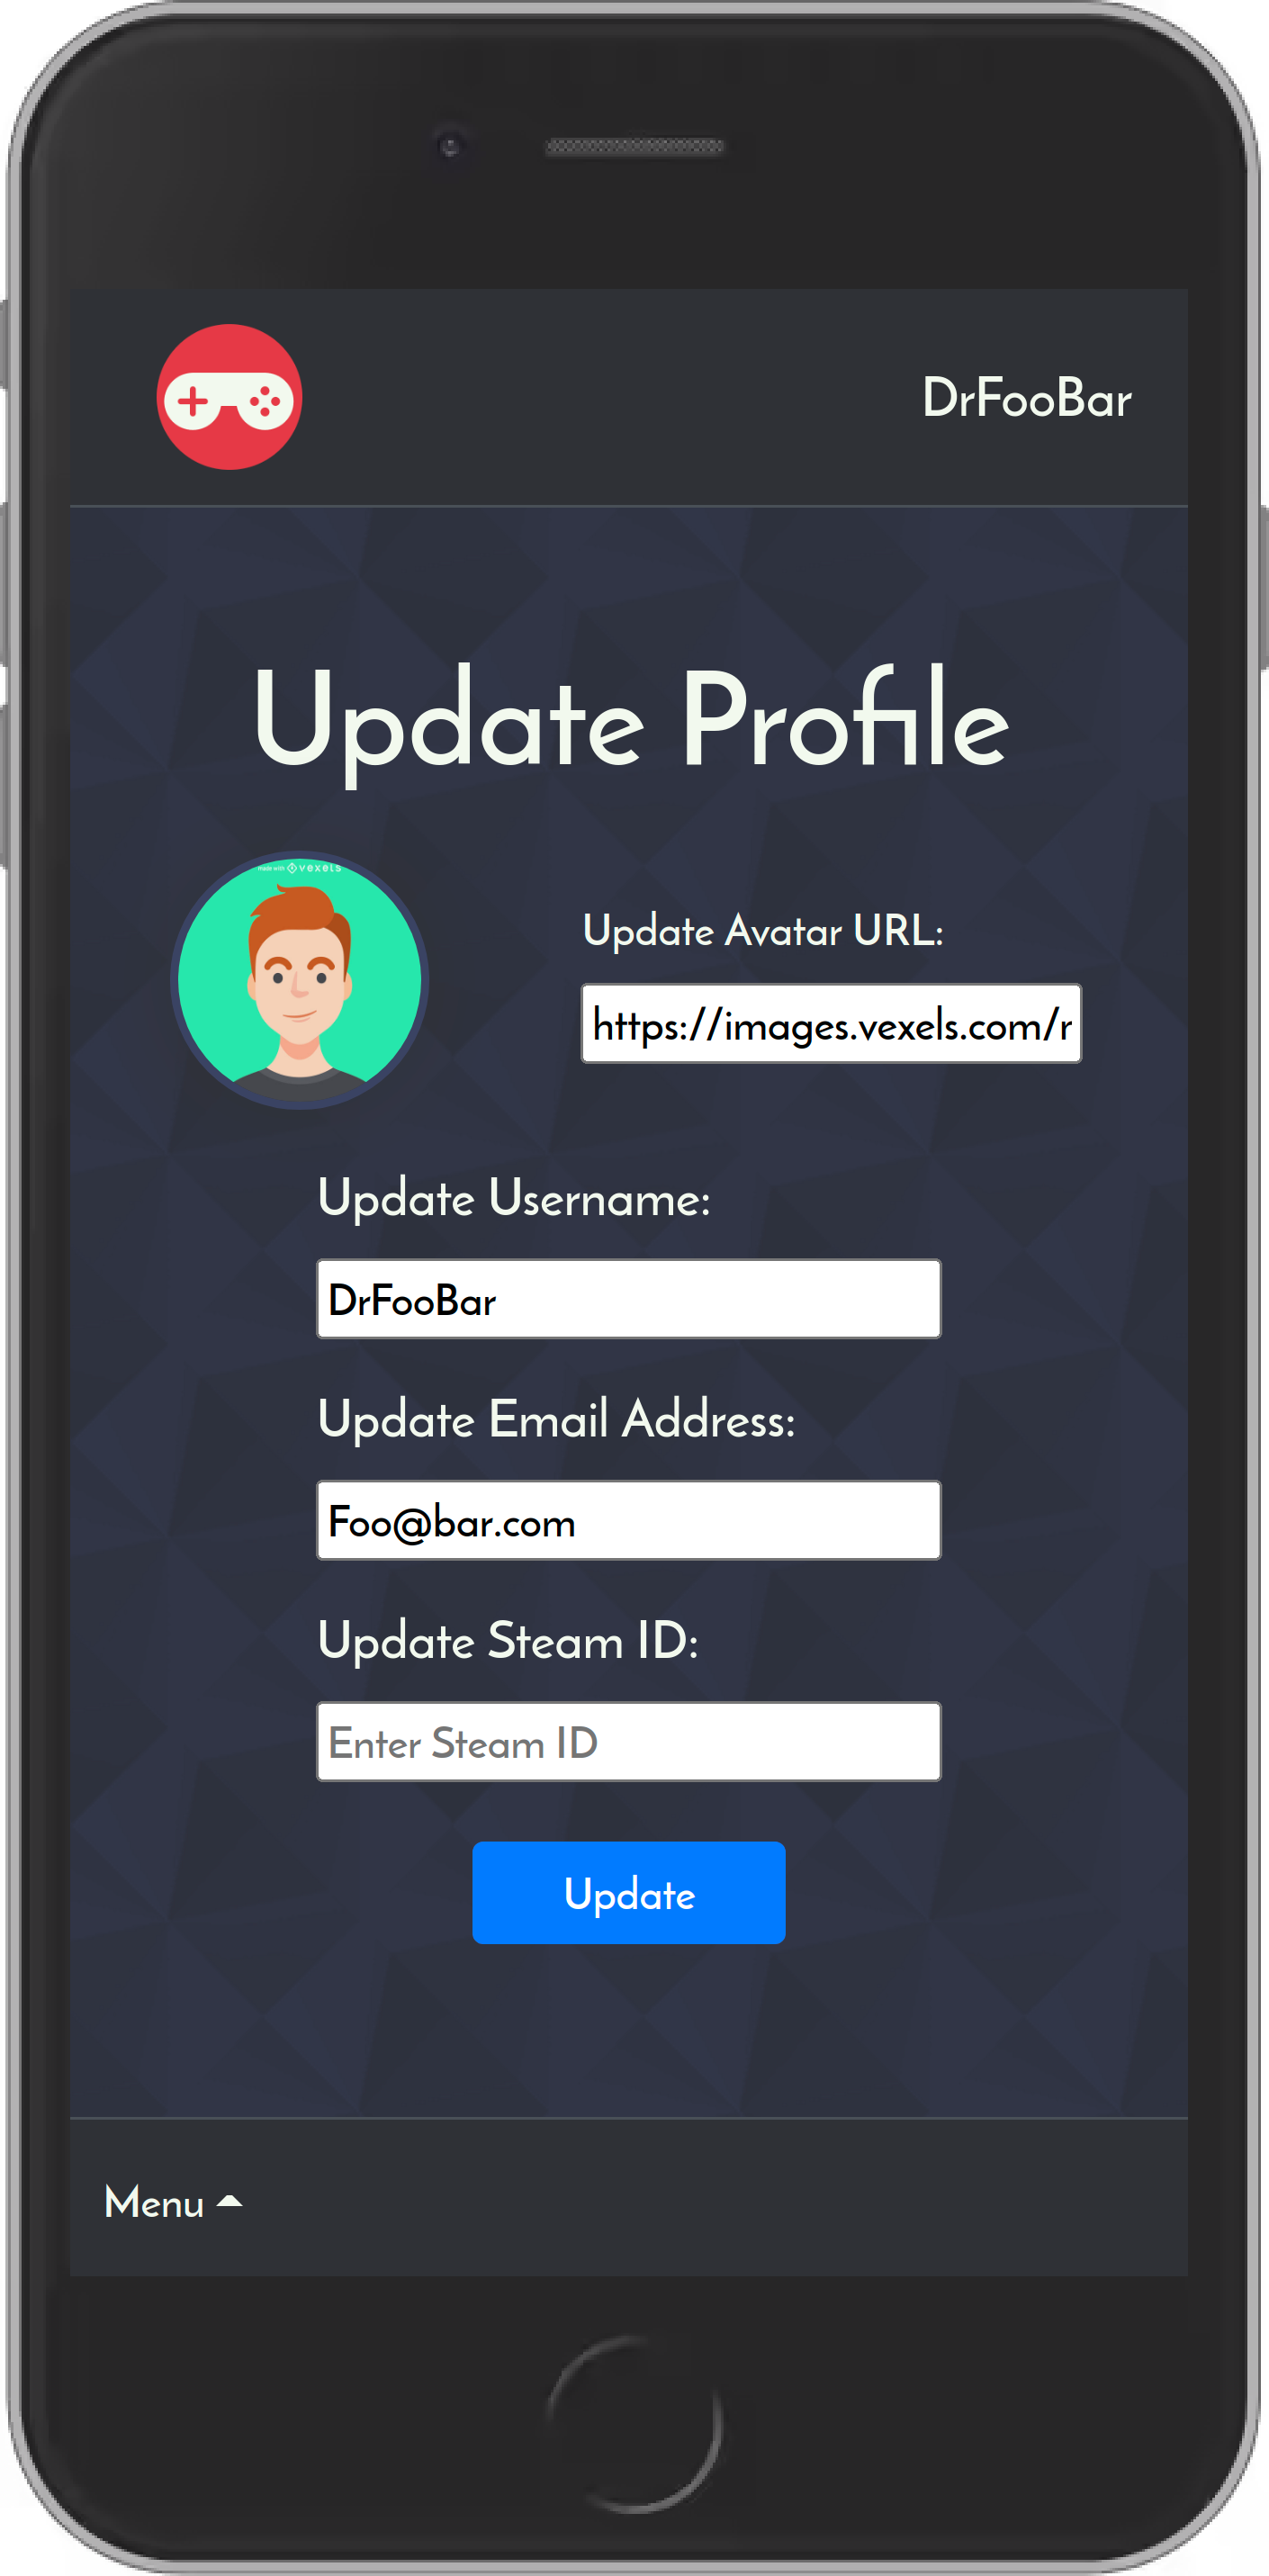 DrFooBar
Update Profile
made with vexels
Update Avatar URL:
https://images.vexels.com/r
Update Username:
DrFooBar
Update Email Address:
Foo@bar.com
Update Steam ID:
Enter Steam ID
Update
Menu